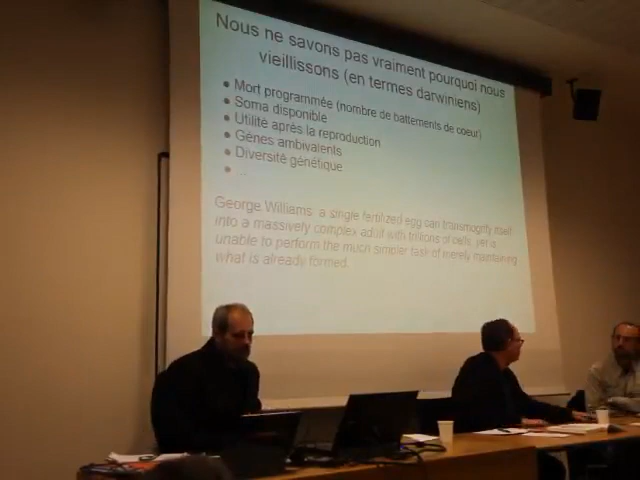 Nous ne savons pas vraiment pourquoi nous
vieillissons (en termes darwiniens)
● Mort programmée (nombre de battements de coeur)
● Soma disponible
● Utilité après la reproduction
● Gènes ambivalents
● Diversité génétique
● ...
George Williams: a single fertilized egg can transmogrify itself
into a massively complex adult with trillions of cells, yet is
unable to perform the much simpler task of merely maintaining
what is already formed.